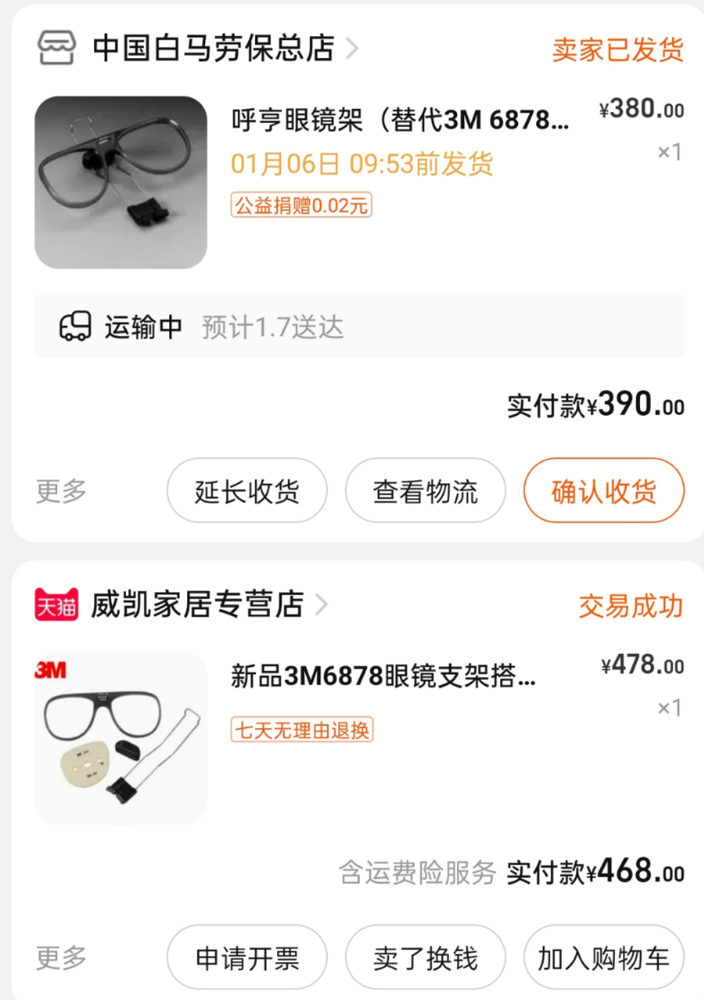 中国白马劳保总店
卖家已发货
呼亨眼镜架（替代3M 6878...
¥380.00
×1
01月06日 09:53前发货
公益捐赠0.02元
运输中 预计1.7送达
实付款¥390.00
更多
延长收货
查看物流
确认收货
天猫 威凯家居专营店
交易成功
3M
新品3M6878眼镜支架搭...
¥478.00
×1
七天无理由退换
含运费险服务 实付款¥468.00
更多
申请开票
卖了换钱
加入购物车